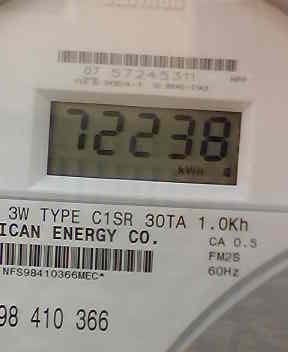 07 57245311
72238
kWH
3W TYPE C1SR 30TA 1.0Kh
ICAN ENERGY CO.
CA 0.5
FM2S
60Hz
NFS98410366MEC*
98 410 366